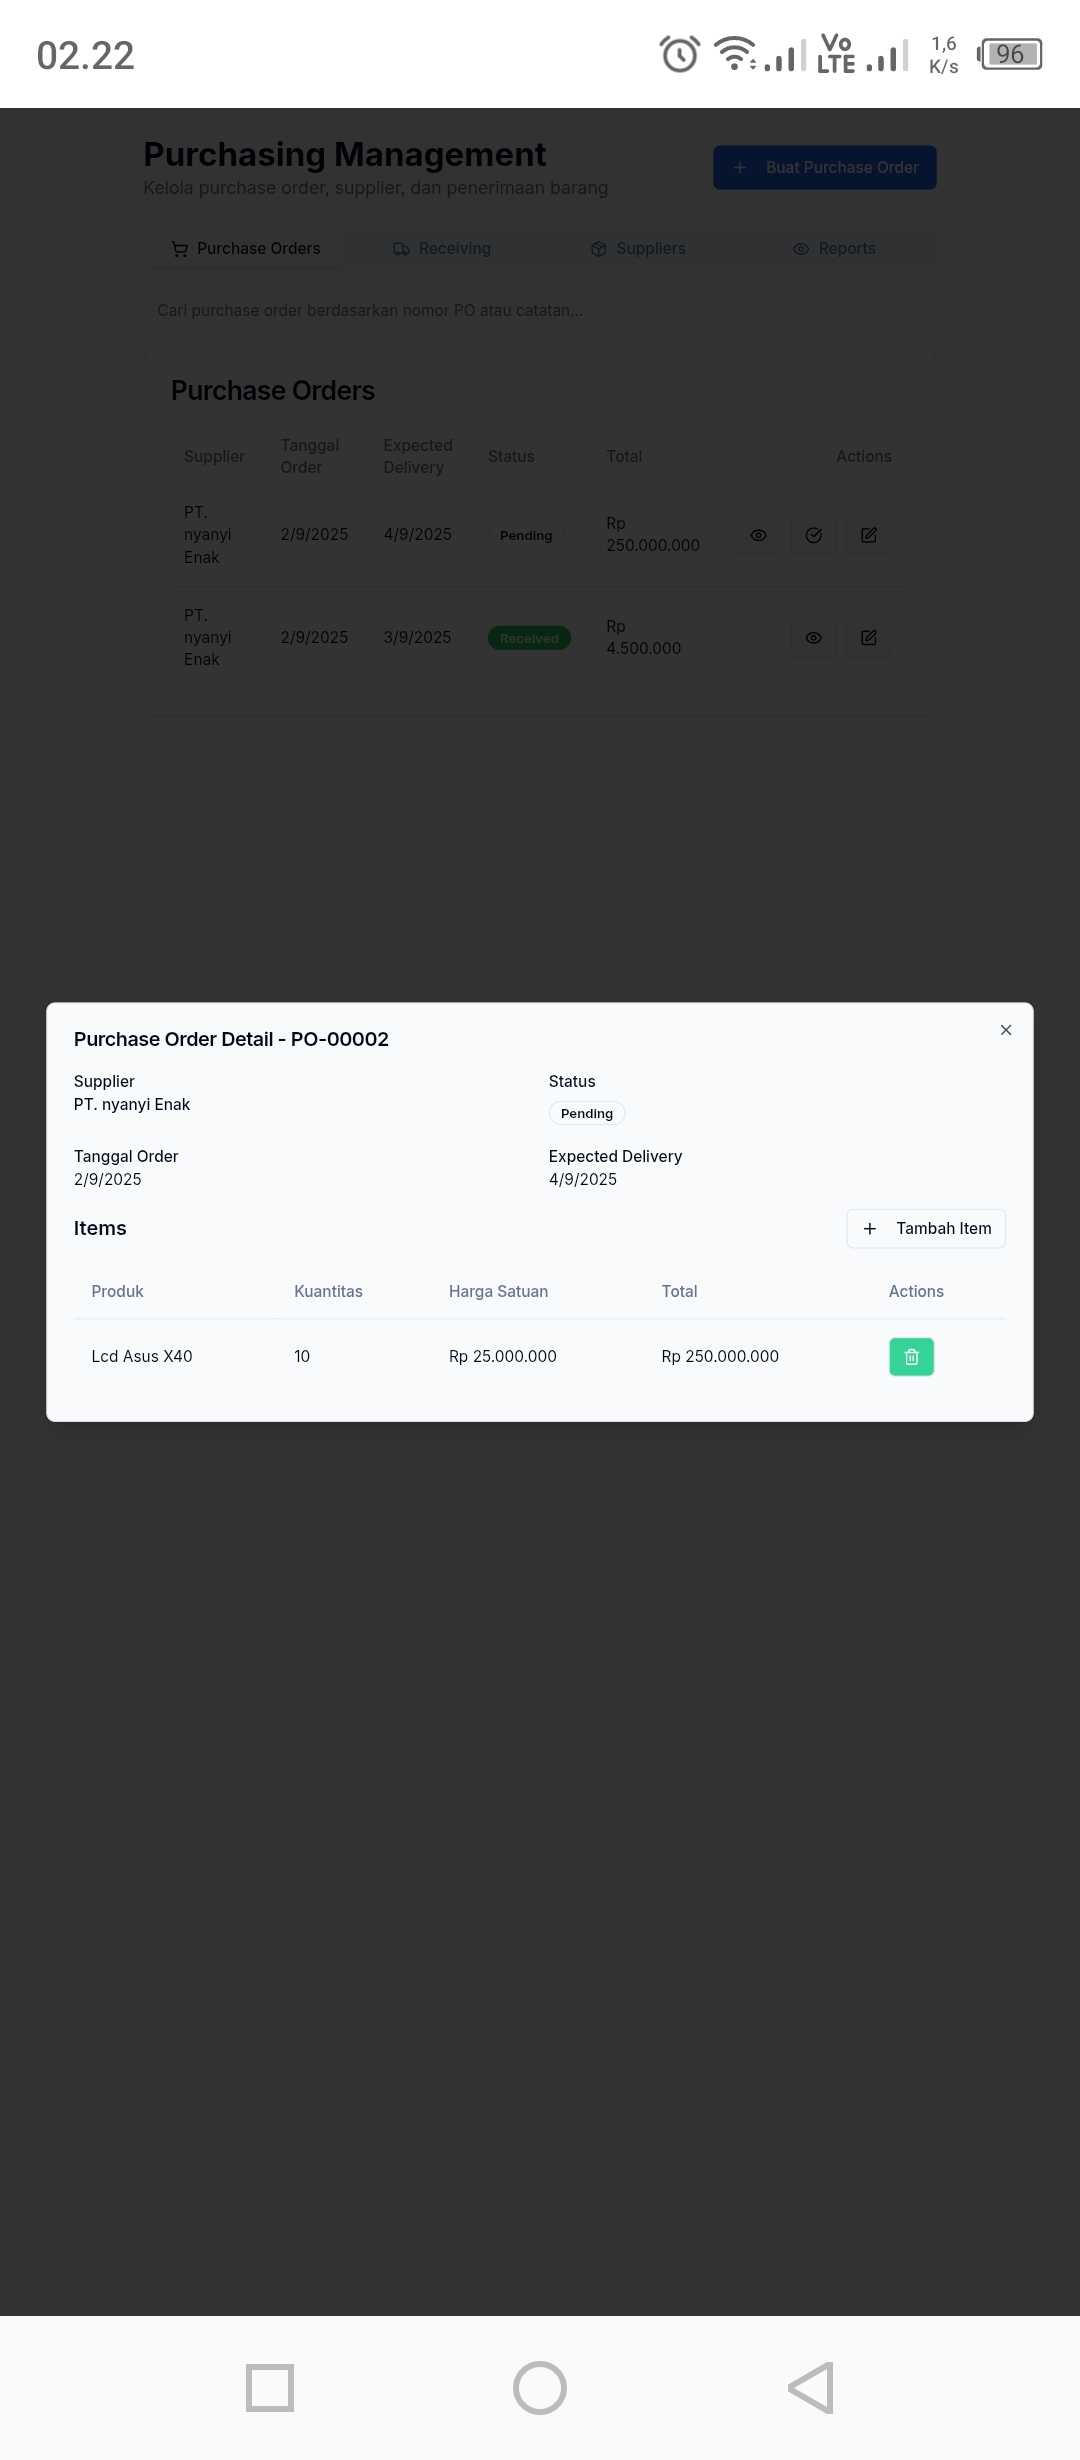 02.22
Vo LTE
1,6 K/s
96
Purchasing Management
Kelola purchase order, supplier, dan penerimaan barang
Buat Purchase Order
Purchase Orders Receiving Suppliers Reports
Cari purchase order berdasarkan nomor PO atau catatan...
Purchase Orders
Supplier Tanggal Order Expected Delivery Status Total Actions
PT. nyanyi Enak 2/9/2025 4/9/2025 Pending Rp 250.000.000
PT. nyanyi Enak 2/9/2025 3/9/2025 Received Rp 4.500.000
Purchase Order Detail - PO-00002
Supplier Status
PT. nyanyi Enak Pending
Tanggal Order Expected Delivery
2/9/2025 4/9/2025
Items Tambah Item
Produk Kuantitas Harga Satuan Total Actions
Lcd Asus X40 10 Rp 25.000.000 Rp 250.000.000